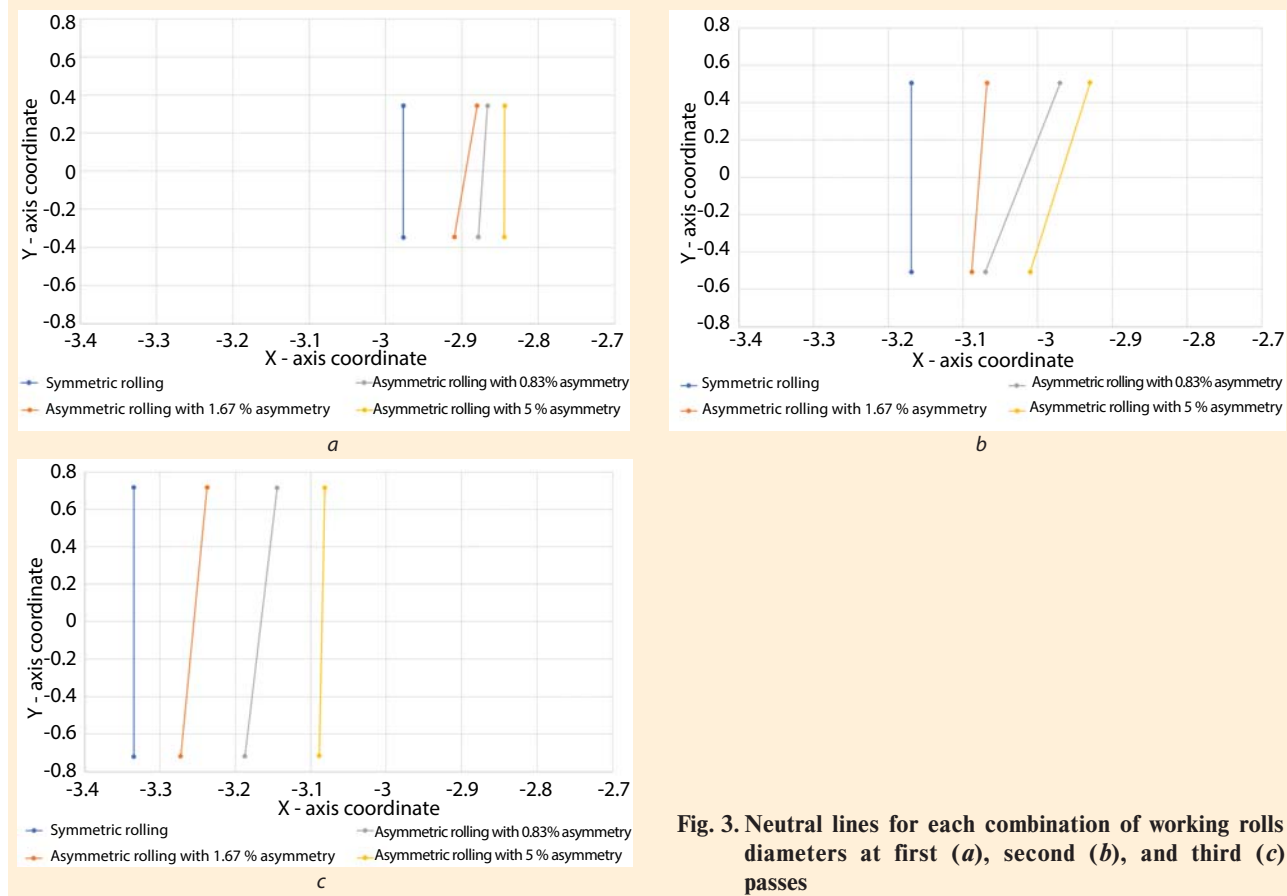 0.8
0.6
0.4
0.2
0
-0.2
-0.4
-0.6
-0.8
Y - axis coordinate
-3.4 -3.3 -3.2 -3.1 -3 -2.9 -2.8 -2.7
X - axis coordinate
Symmetric rolling
Asymmetric rolling with 0.83% asymmetry
Asymmetric rolling with 1.67 % asymmetry
Asymmetric rolling with 5 % asymmetry
a
0.8
0.6
0.4
0.2
0
-0.2
-0.4
-0.6
-0.8
Y - axis coordinate
-3.4 -3.3 -3.2 -3.1 -3 -2.9 -2.8 -2.7
X - axis coordinate
Symmetric rolling
Asymmetric rolling with 0.83% asymmetry
Asymmetric rolling with 1.67 % asymmetry
Asymmetric rolling with 5 % asymmetry
b
0.8
0.6
0.4
0.2
0
-0.2
-0.4
-0.6
-0.8
Y - axis coordinate
-3.4 -3.3 -3.2 -3.1 -3 -2.9 -2.8 -2.7
X - axis coordinate
Symmetric rolling
Asymmetric rolling with 0.83% asymmetry
Asymmetric rolling with 1.67 % asymmetry
Asymmetric rolling with 5 % asymmetry
c
Fig. 3. Neutral lines for each combination of working rolls
diameters at first (a), second (b), and third (c)
passes